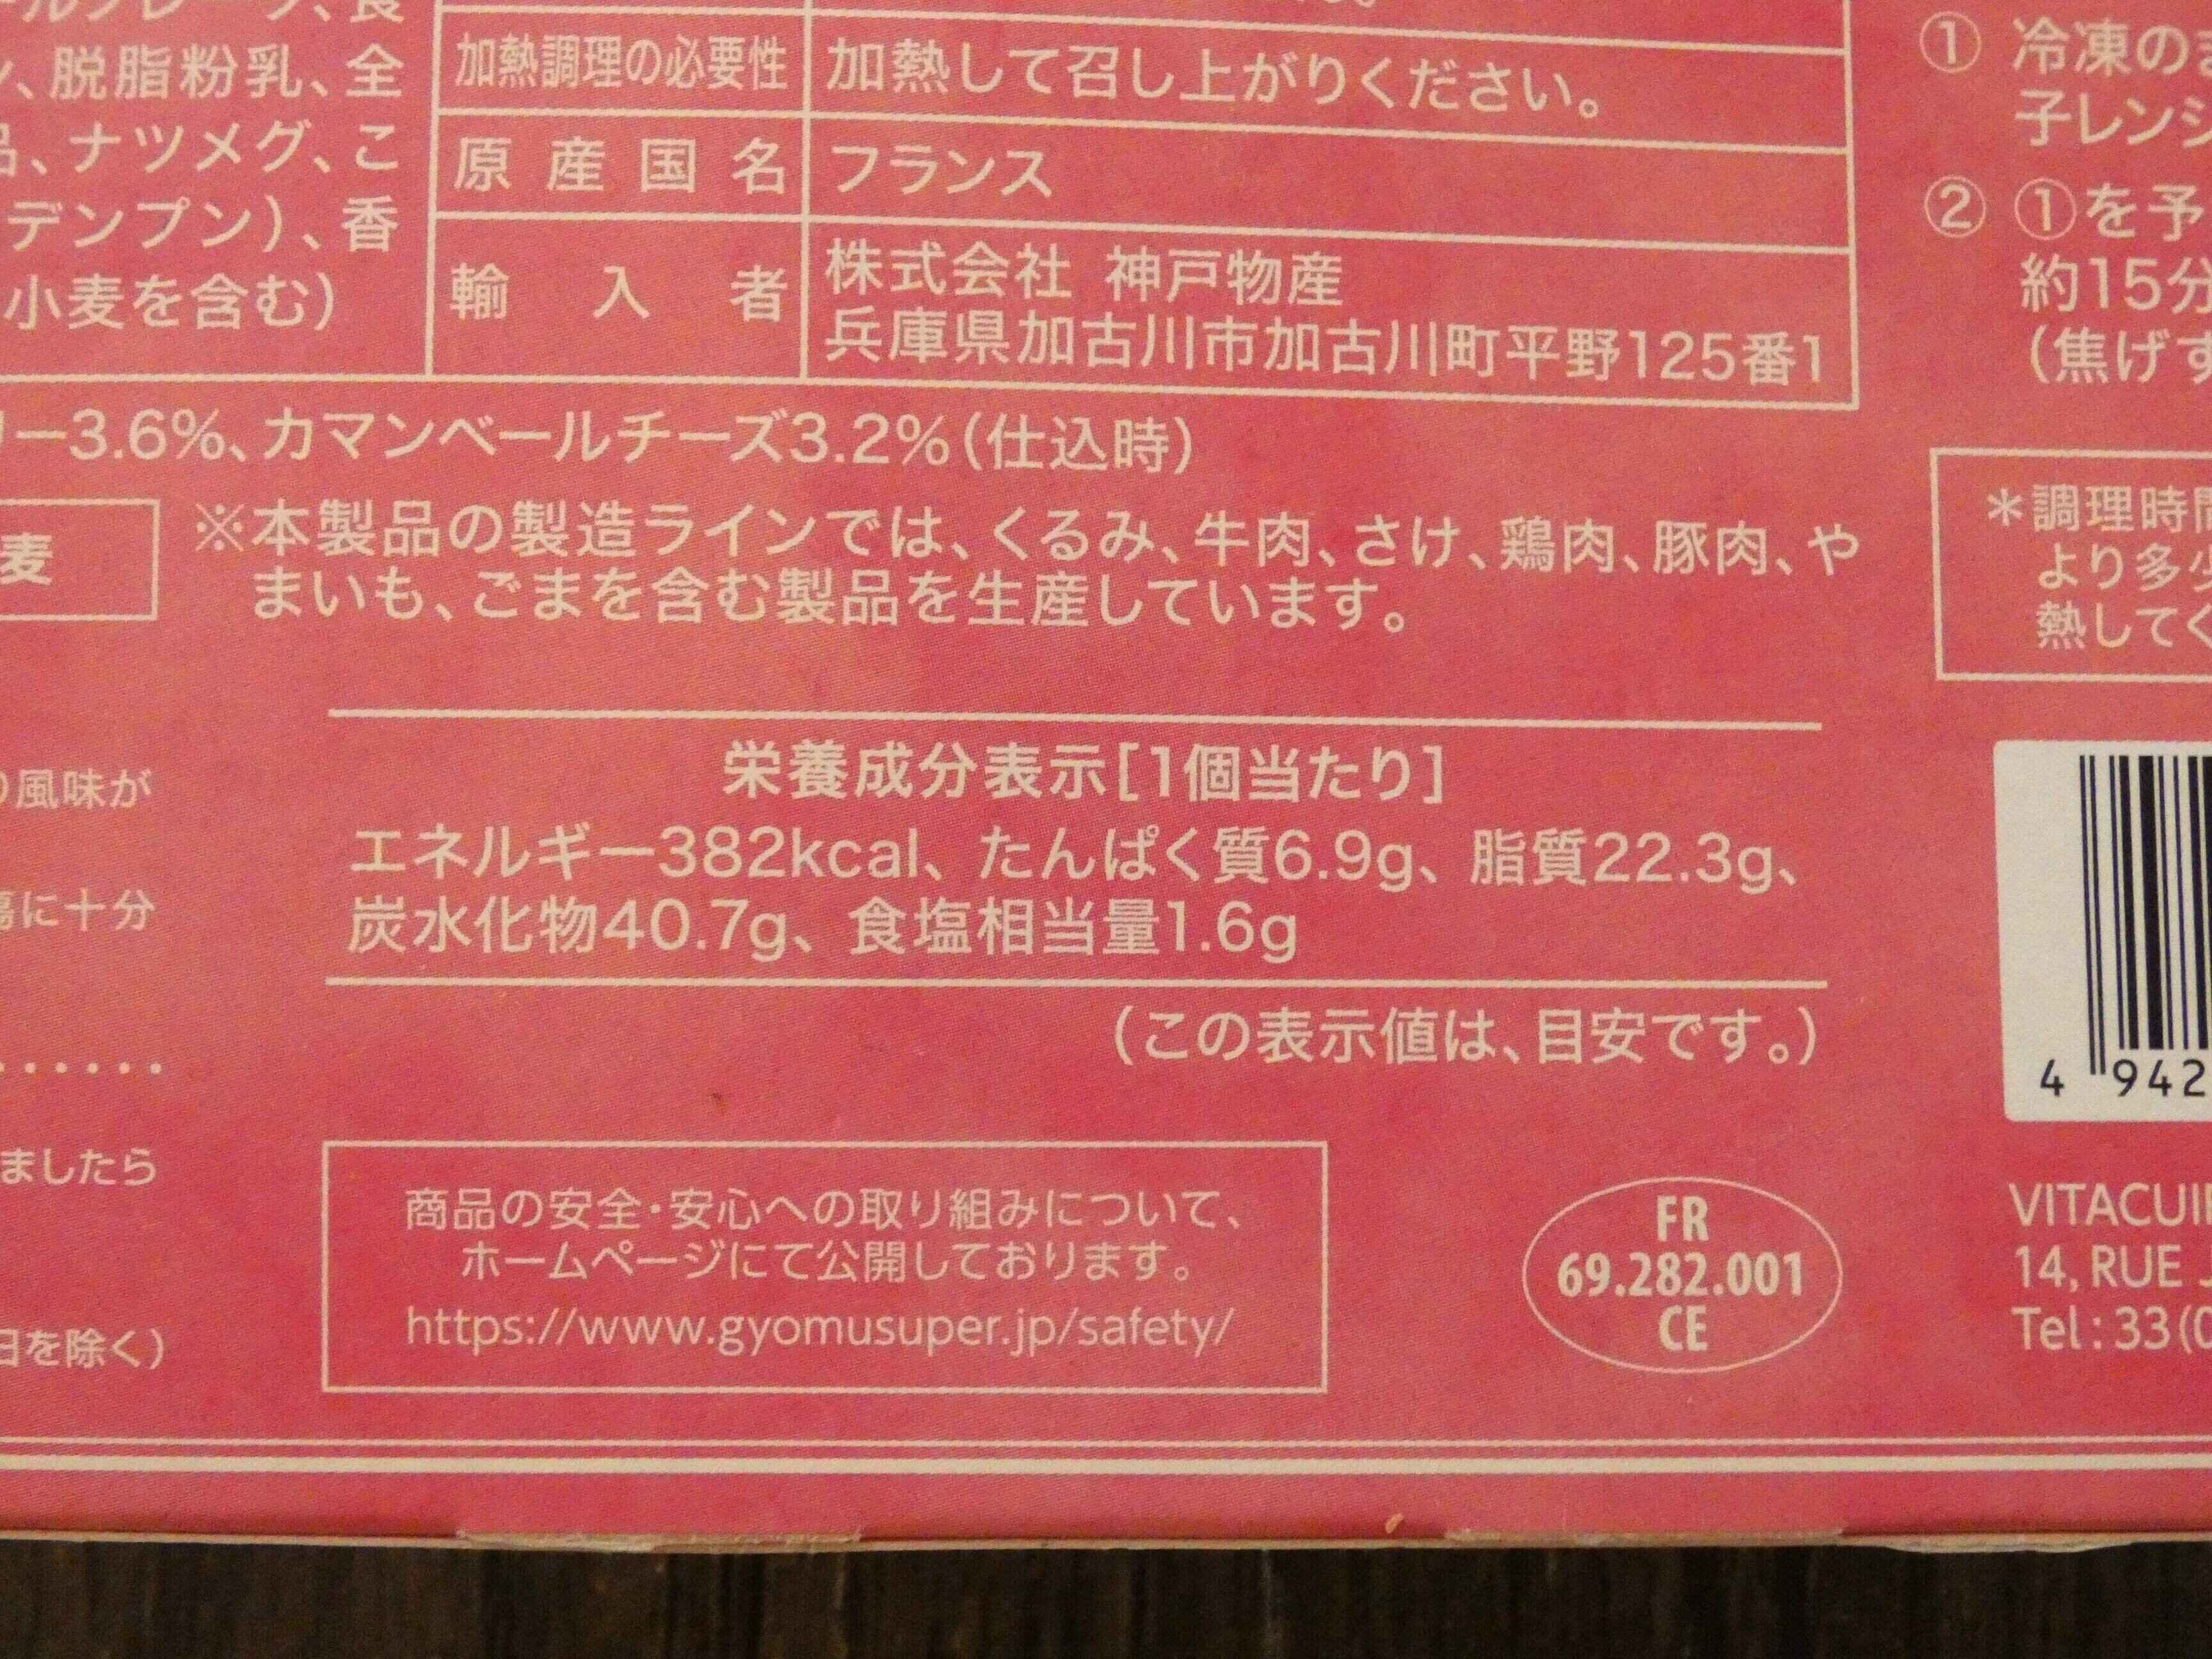 、脱脂粉乳、全
、ナツメグ、こ
デンプン)、香
小麦を含む)
加熱調理の必要性 加熱して召し上がりください。
原産国名 フランス
輸入者 株式会社 神戸物産
兵庫県加古川市加古川町平野125番1
リー3.6%、カマンベールチーズ3.2%(仕込時)
麦
※本製品の製造ラインでは、くるみ、牛肉、さけ、鶏肉、豚肉、や
まいも、ごまを含む製品を生産しています。
風味が
に十分
ましたら
日を除く)
栄養成分表示[1個当たり]
エネルギー382kcal、たんぱく質6.9g、脂質22.3g、
炭水化物40.7g、食塩相当量1.6g
(この表示値は、目安です。)
商品の安全・安心への取り組みについて、
ホームページにて公開しております。
https://www.gyomusuper.jp/safety/
FR
69.282.001
CE
① 冷凍の
子レンジ
② ①を予
約15分
(焦げす
*調理時間
より多少
熱してく
4 942
VITACUI
14, RUE
Tel : 33 (0